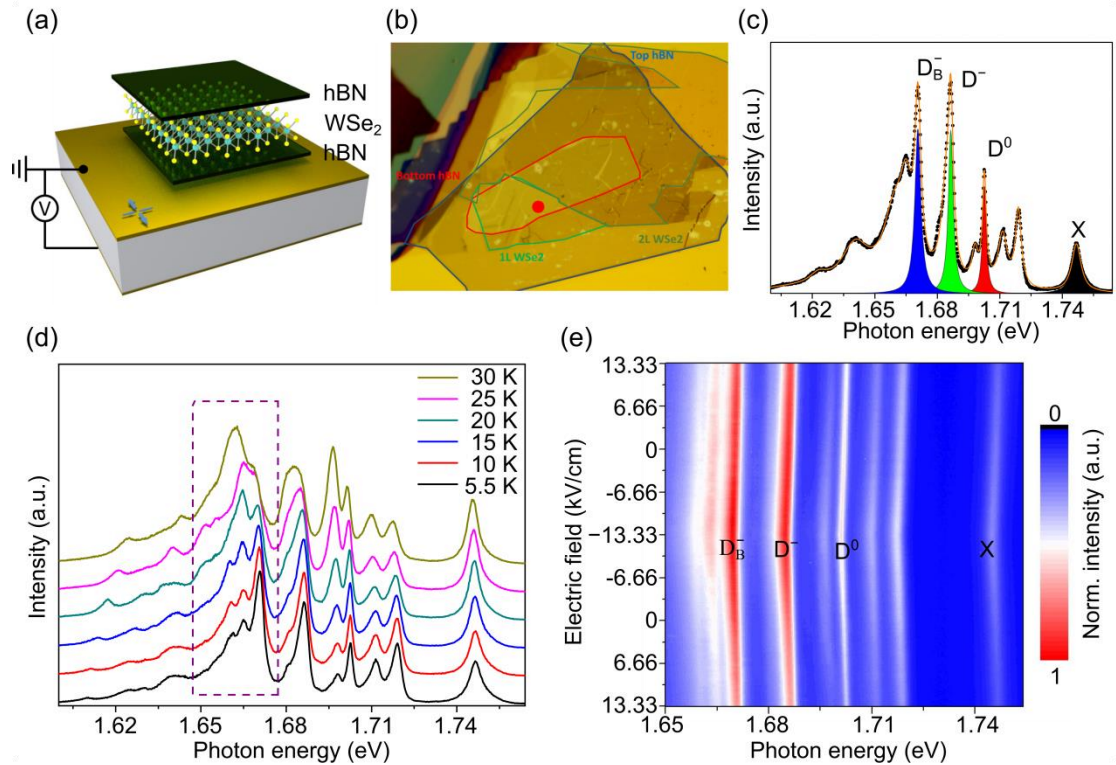 (a)
hBN
WSe₂
hBN
V
(b)
Top hBN
Bottom hBN
1L WSe2
2L WSe2
(c)
D_B^-
D^-
D^0
X
Intensity (a.u.)
1.62 1.65 1.68 1.71 1.74
Photon energy (eV)
(d)
30 K
25 K
20 K
15 K
10 K
5.5 K
Intensity (a.u.)
1.62 1.65 1.68 1.71 1.74
Photon energy (eV)
(e)
13.33
6.66
0
-6.66
−13.33
-6.66
0
6.66
13.33
Electric field (kV/cm)
D_B^-
D^-
D^0
X
1.65 1.68 1.71 1.74
Photon energy (eV)
0
1
Norm. intensity (a.u.)